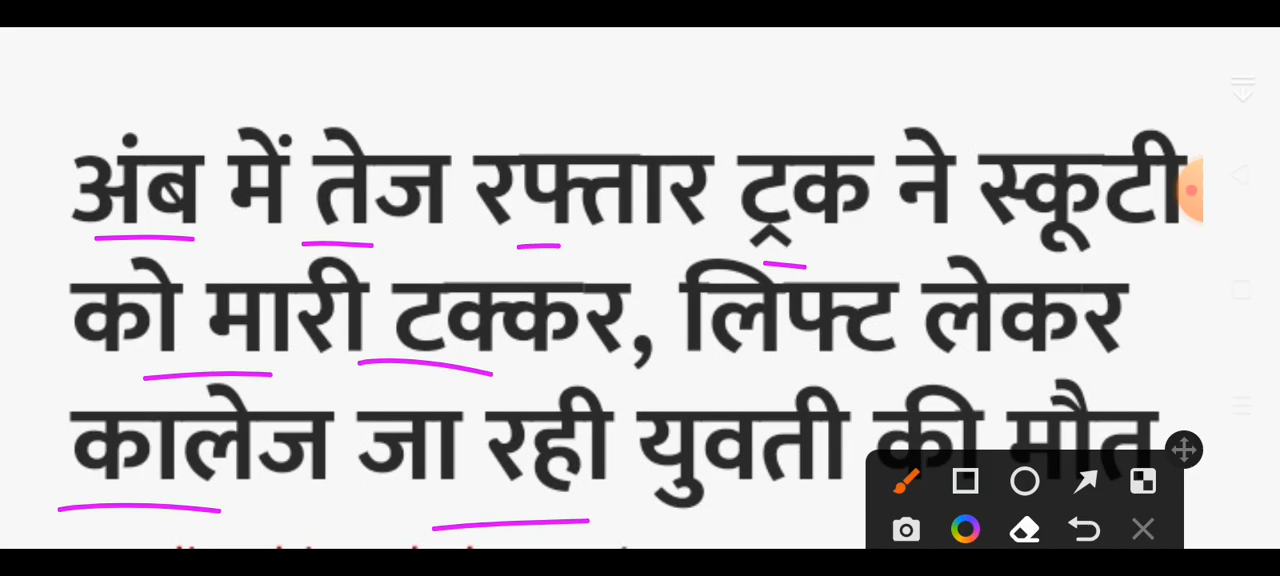 अंब में तेज रफ्तार ट्रक ने स्कूटी
को मारी टक्कर, लिफ्ट लेकर
कालेज जा रही युवती की मौत